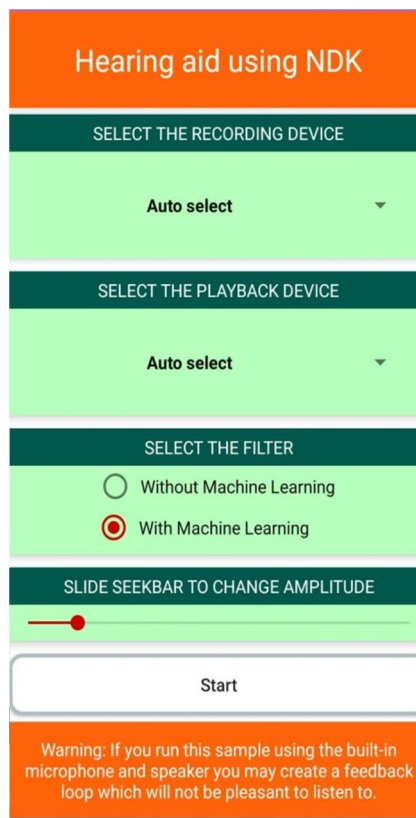 Hearing aid using NDK
SELECT THE RECORDING DEVICE
Auto select
SELECT THE PLAYBACK DEVICE
Auto select
SELECT THE FILTER
Without Machine Learning
With Machine Learning
SLIDE SEEKBAR TO CHANGE AMPLITUDE
Start
Warning: If you run this sample using the built-in
microphone and speaker you may create a feedback
loop which will not be pleasant to listen to.